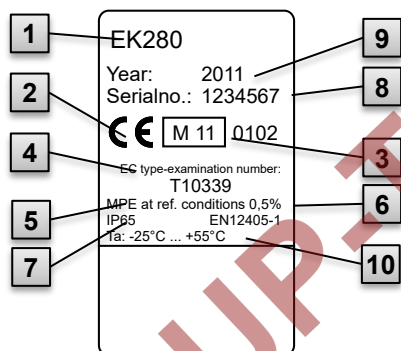 1 EK280 9
Year: 2011
Serialno.: 1234567 8
2 CE M 11 0102 3
4 EC type-examination number:
T10339
5 MPE at ref. conditions 0,5% 6
IP65 EN12405-1
7 Ta: -25°C ... +55°C 10
UP-T